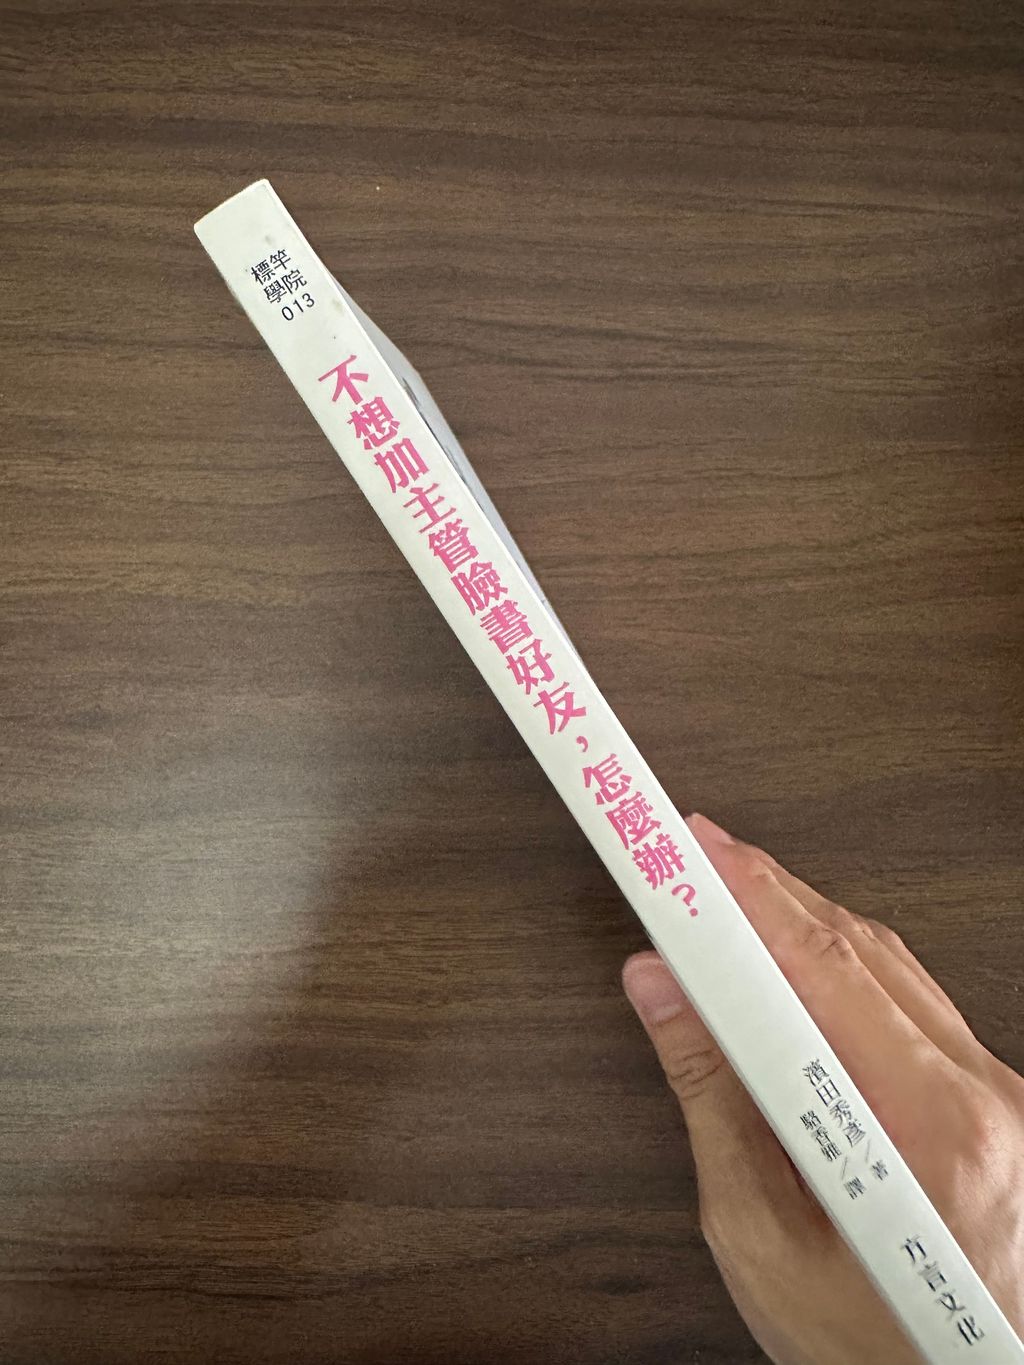 標竿
學院
013
不想加主管臉書好友，怎麼辦？
濱田秀彥／著
駱香雅／譯
方言文化